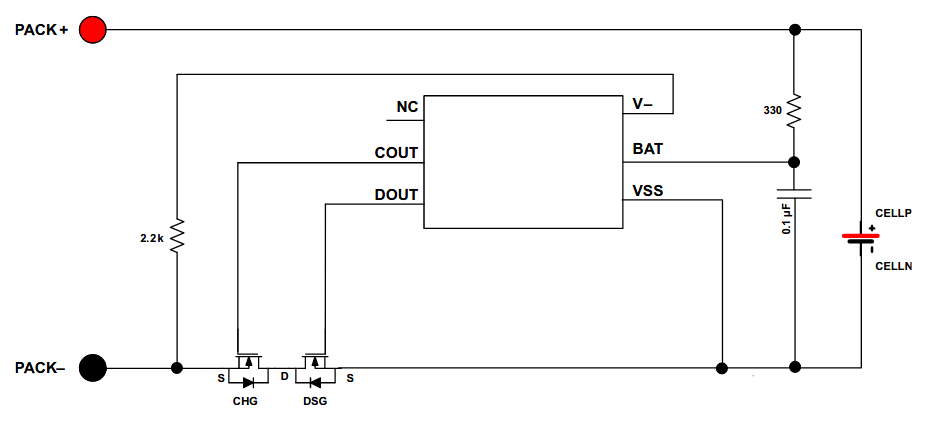 PACK+
NC
V–
330
COUT
BAT
DOUT
VSS
0.1 µF
CELLP
+
2.2k
-
CELLN
PACK–
S
D
S
CHG
DSG